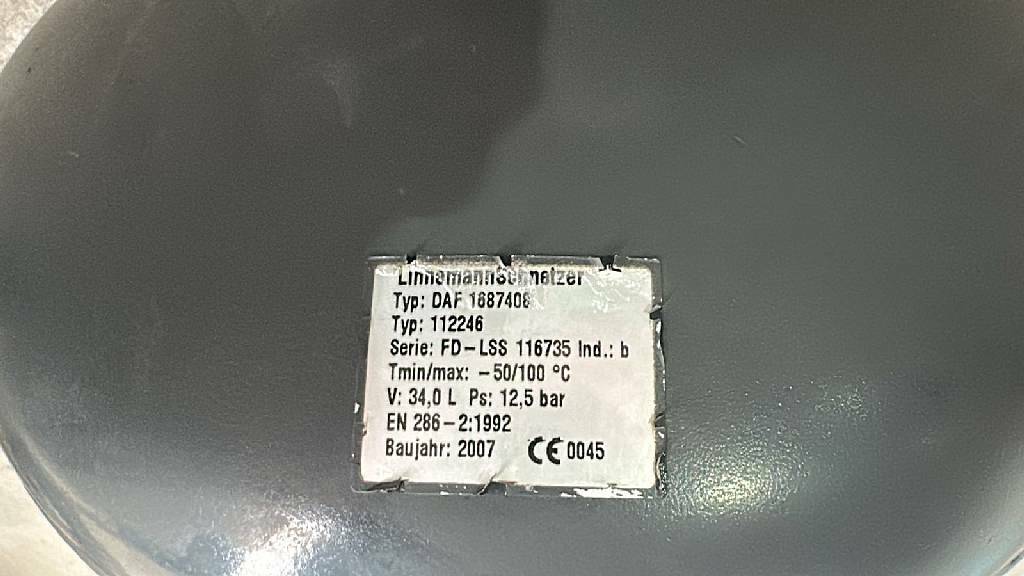 LinnemannSchnetzer
Typ: DAF 1687408
Typ: 112246
Serie: FD-LSS 116735 Ind.: b
Tmin/max: -50/100 °C
V: 34,0 L Ps: 12,5 bar
EN 286-2:1992
Baujahr: 2007 CE 0045